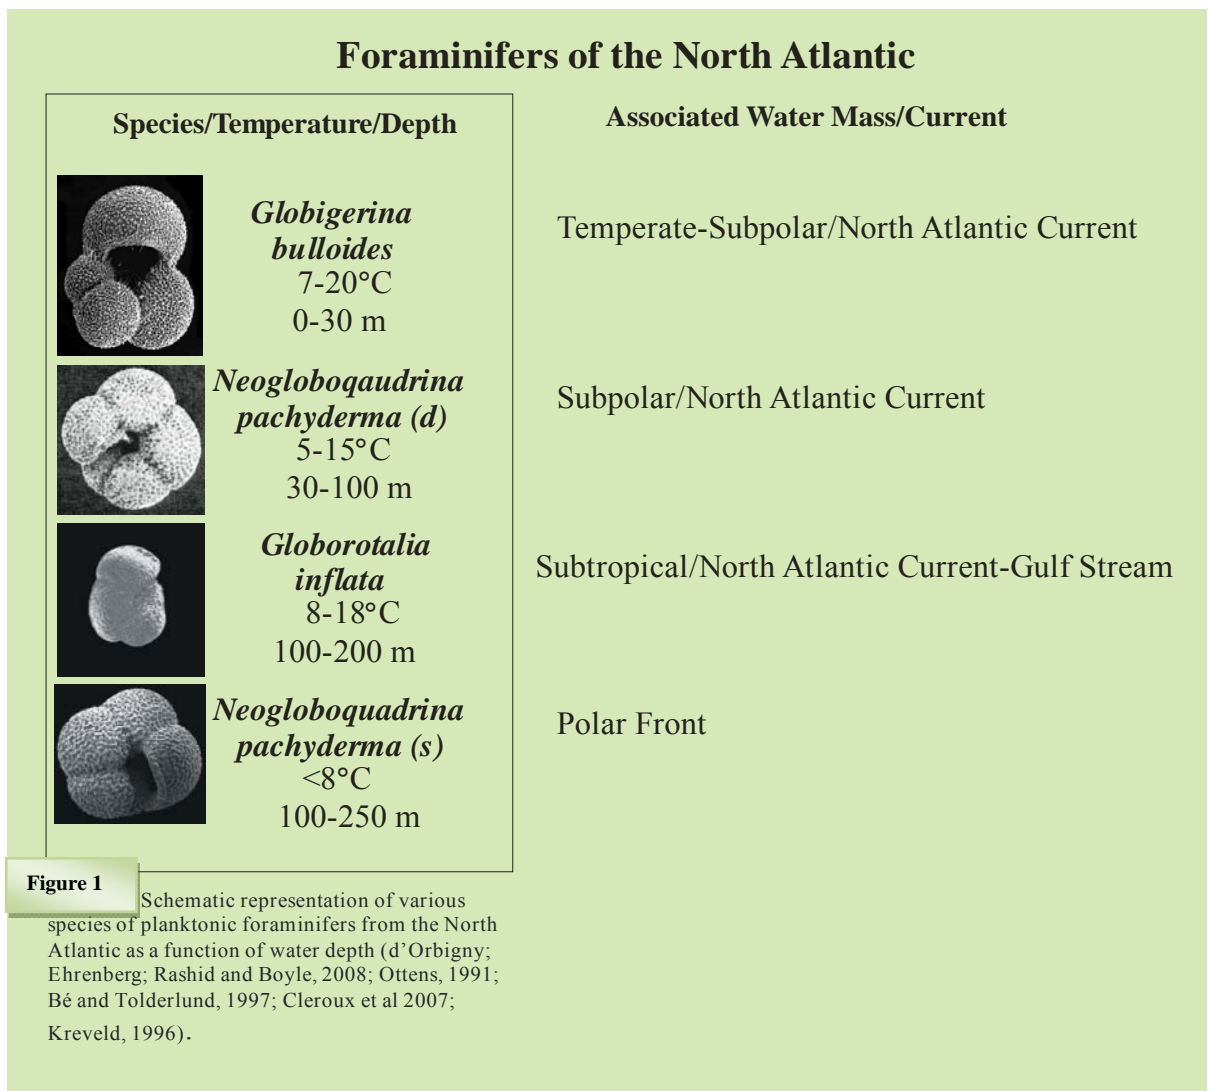 Foraminifers of the North Atlantic
Species/Temperature/Depth
Associated Water Mass/Current
Globigerina
bulloides
7-20°C
0-30 m
Temperate-Subpolar/North Atlantic Current
Neogloboqaudrina
pachyderma (d)
5-15°C
30-100 m
Subpolar/North Atlantic Current
Globorotalia
inflata
8-18°C
100-200 m
Subtropical/North Atlantic Current-Gulf Stream
Neogloboquadrina
pachyderma (s)
<8°C
100-250 m
Polar Front
Figure 1
Schematic representation of various
species of planktonic foraminifers from the North
Atlantic as a function of water depth (d’Orbigny;
Ehrenberg; Rashid and Boyle, 2008; Ottens, 1991;
Bé and Tolderlund, 1997; Cleroux et al 2007;
Kreveld, 1996).